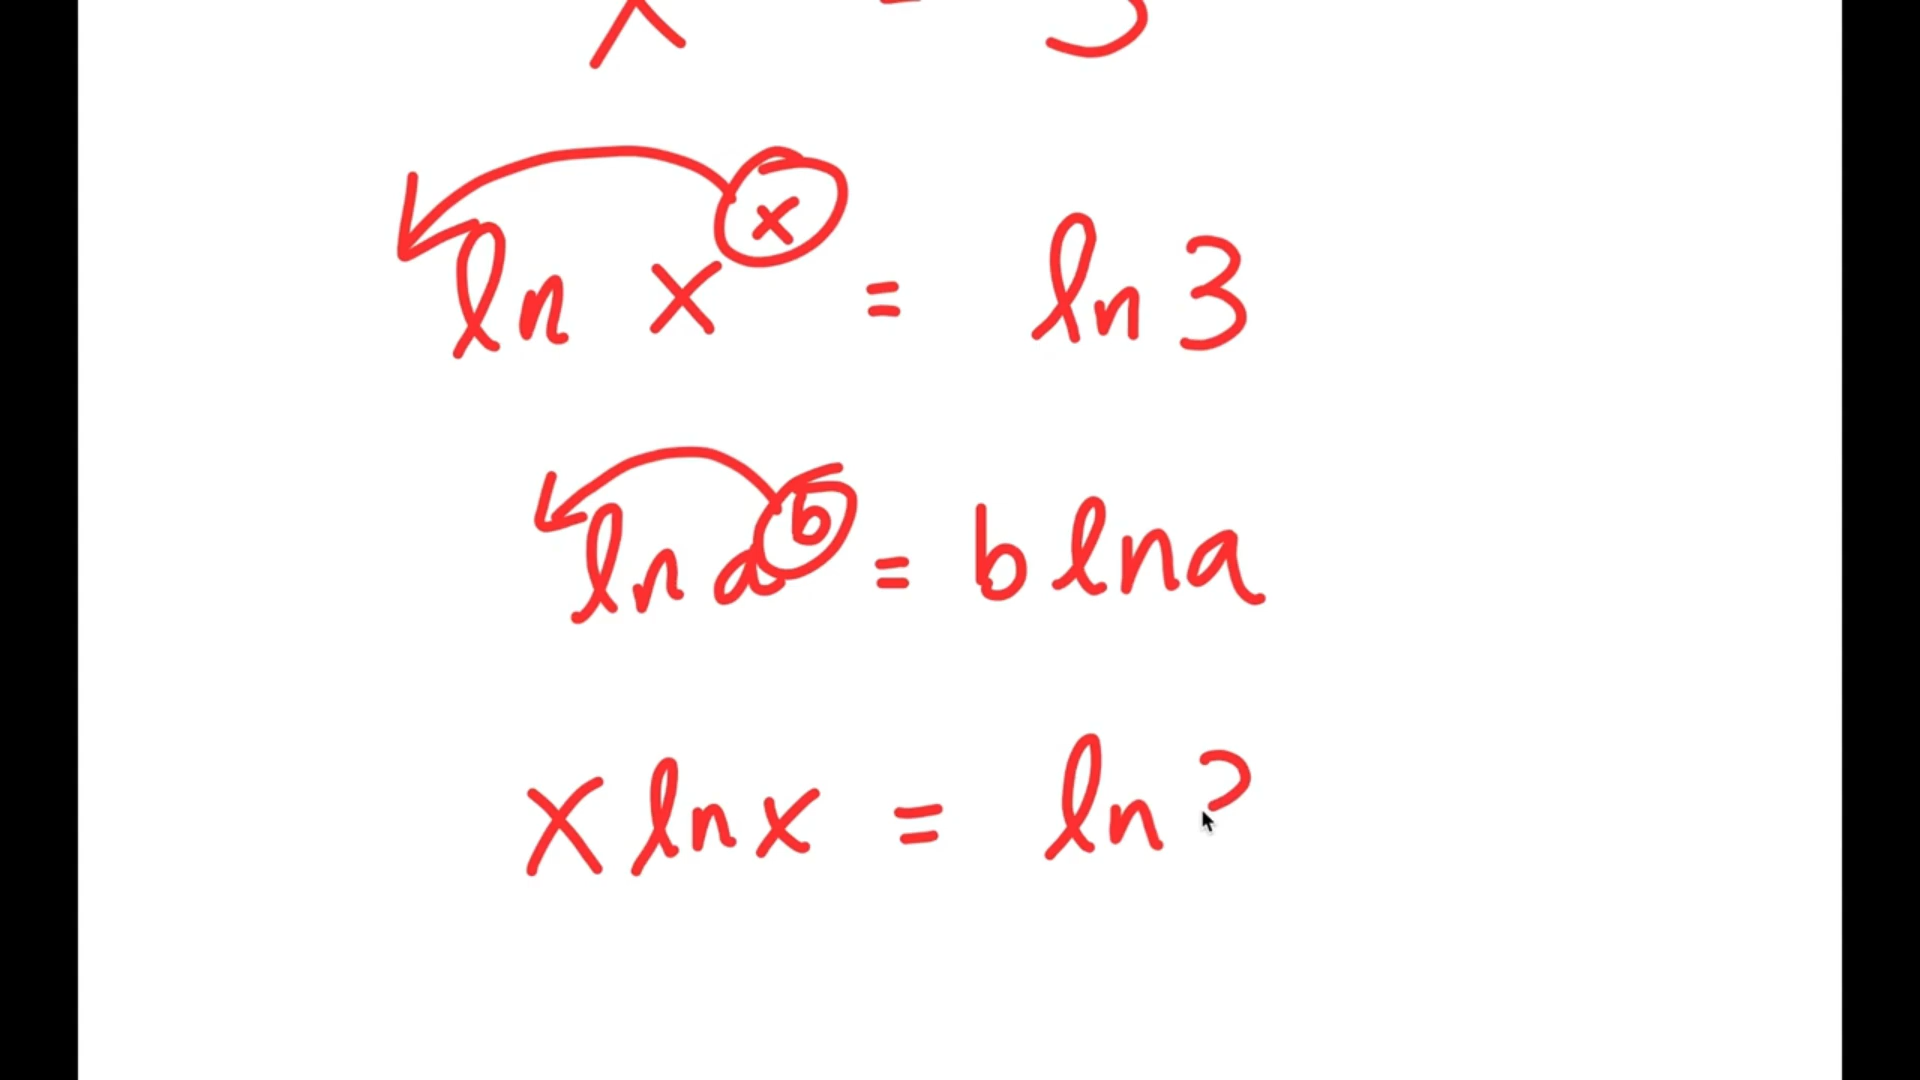 x = 3
ln x^x = ln 3
ln a^b = b ln a
x ln x = ln ?